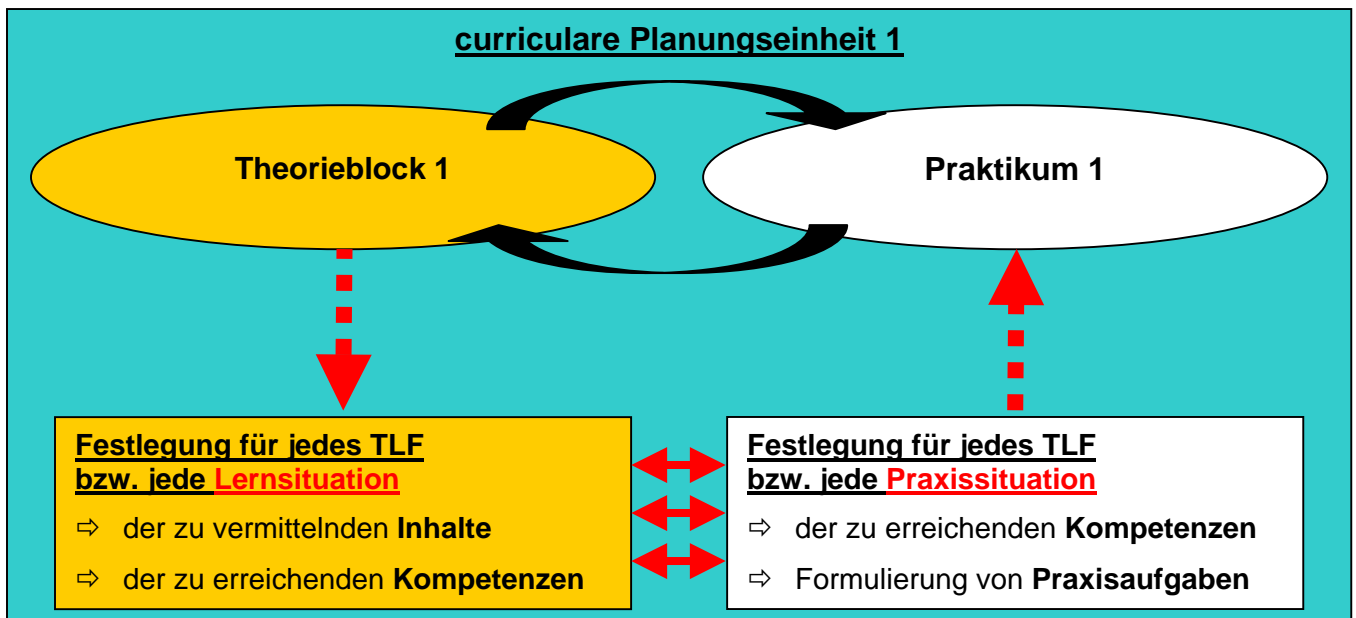 curriculare Planungseinheit 1
Theorieblock 1
Praktikum 1
Festlegung für jedes TLF
bzw. jede Lernsituation
⇨ der zu vermittelnden Inhalte
⇨ der zu erreichenden Kompetenzen
Festlegung für jedes TLF
bzw. jede Praxissituation
⇨ der zu erreichenden Kompetenzen
⇨ Formulierung von Praxisaufgaben